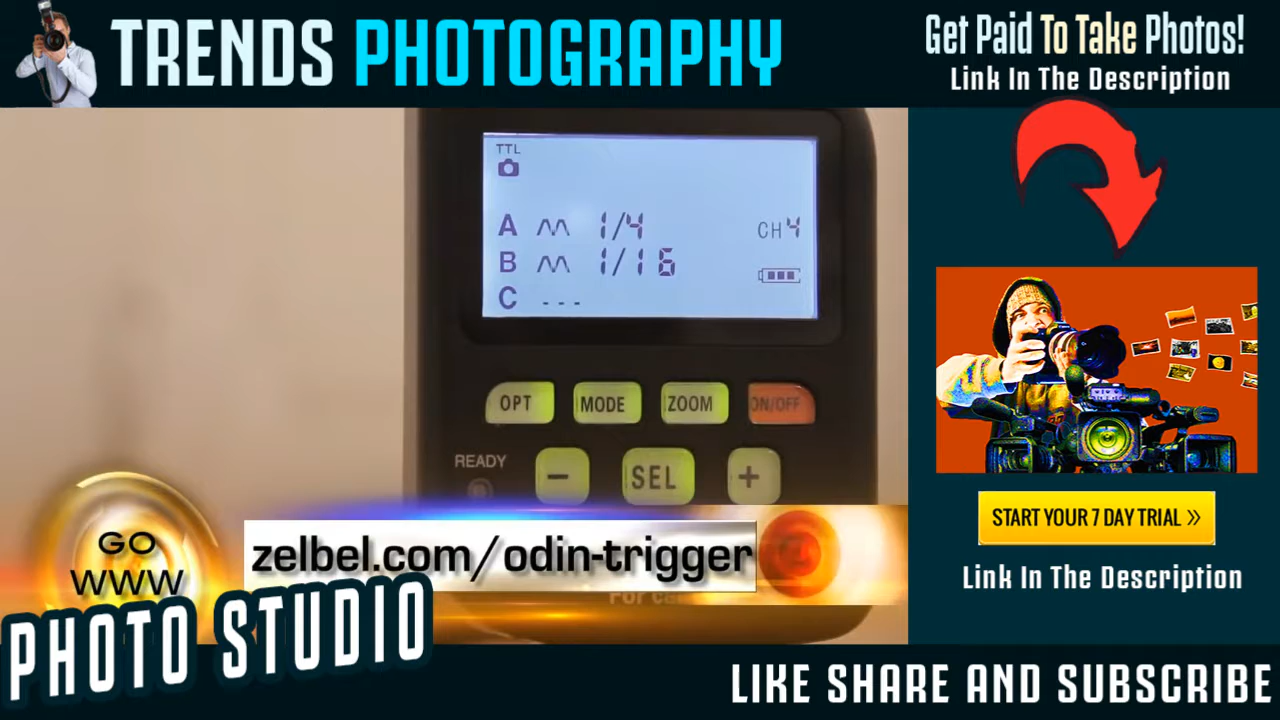 TRENDS PHOTOGRAPHY
Get Paid To Take Photos!
Link In The Description
TTL
A 1/4 CH 4
B 1/16
C ---
OPT MODE ZOOM ON/OFF
READY
− SEL +
GO
WWW
zelbel.com/odin-trigger
START YOUR 7 DAY TRIAL »
Link In The Description
PHOTO STUDIO
LIKE SHARE AND SUBSCRIBE